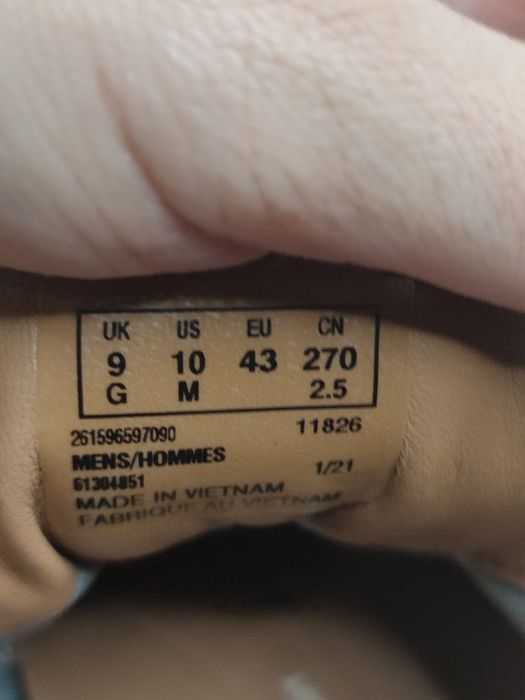 UK US EU CN
9 10 43 270
G M 2.5
261596597090 11826
MENS/HOMMES
61304851 1/21
MADE IN VIETNAM
FABRIQUE AU VIETNAM